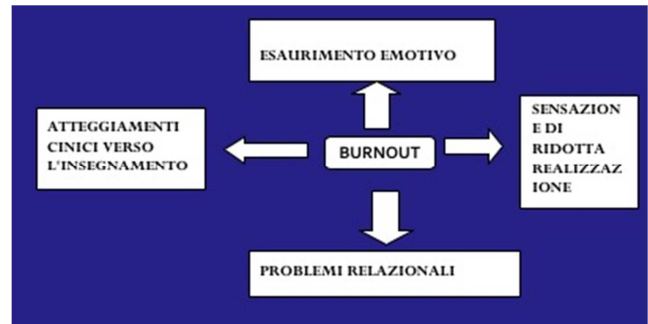 ESAURIMENTO EMOTIVO
ATTEGGIAMENTI
CINICI VERSO
L'INSEGNAMENTO
BURNOUT
SENSAZION
E DI
RIDOTTA
REALIZZAZ
IONE
PROBLEMI RELAZIONALI